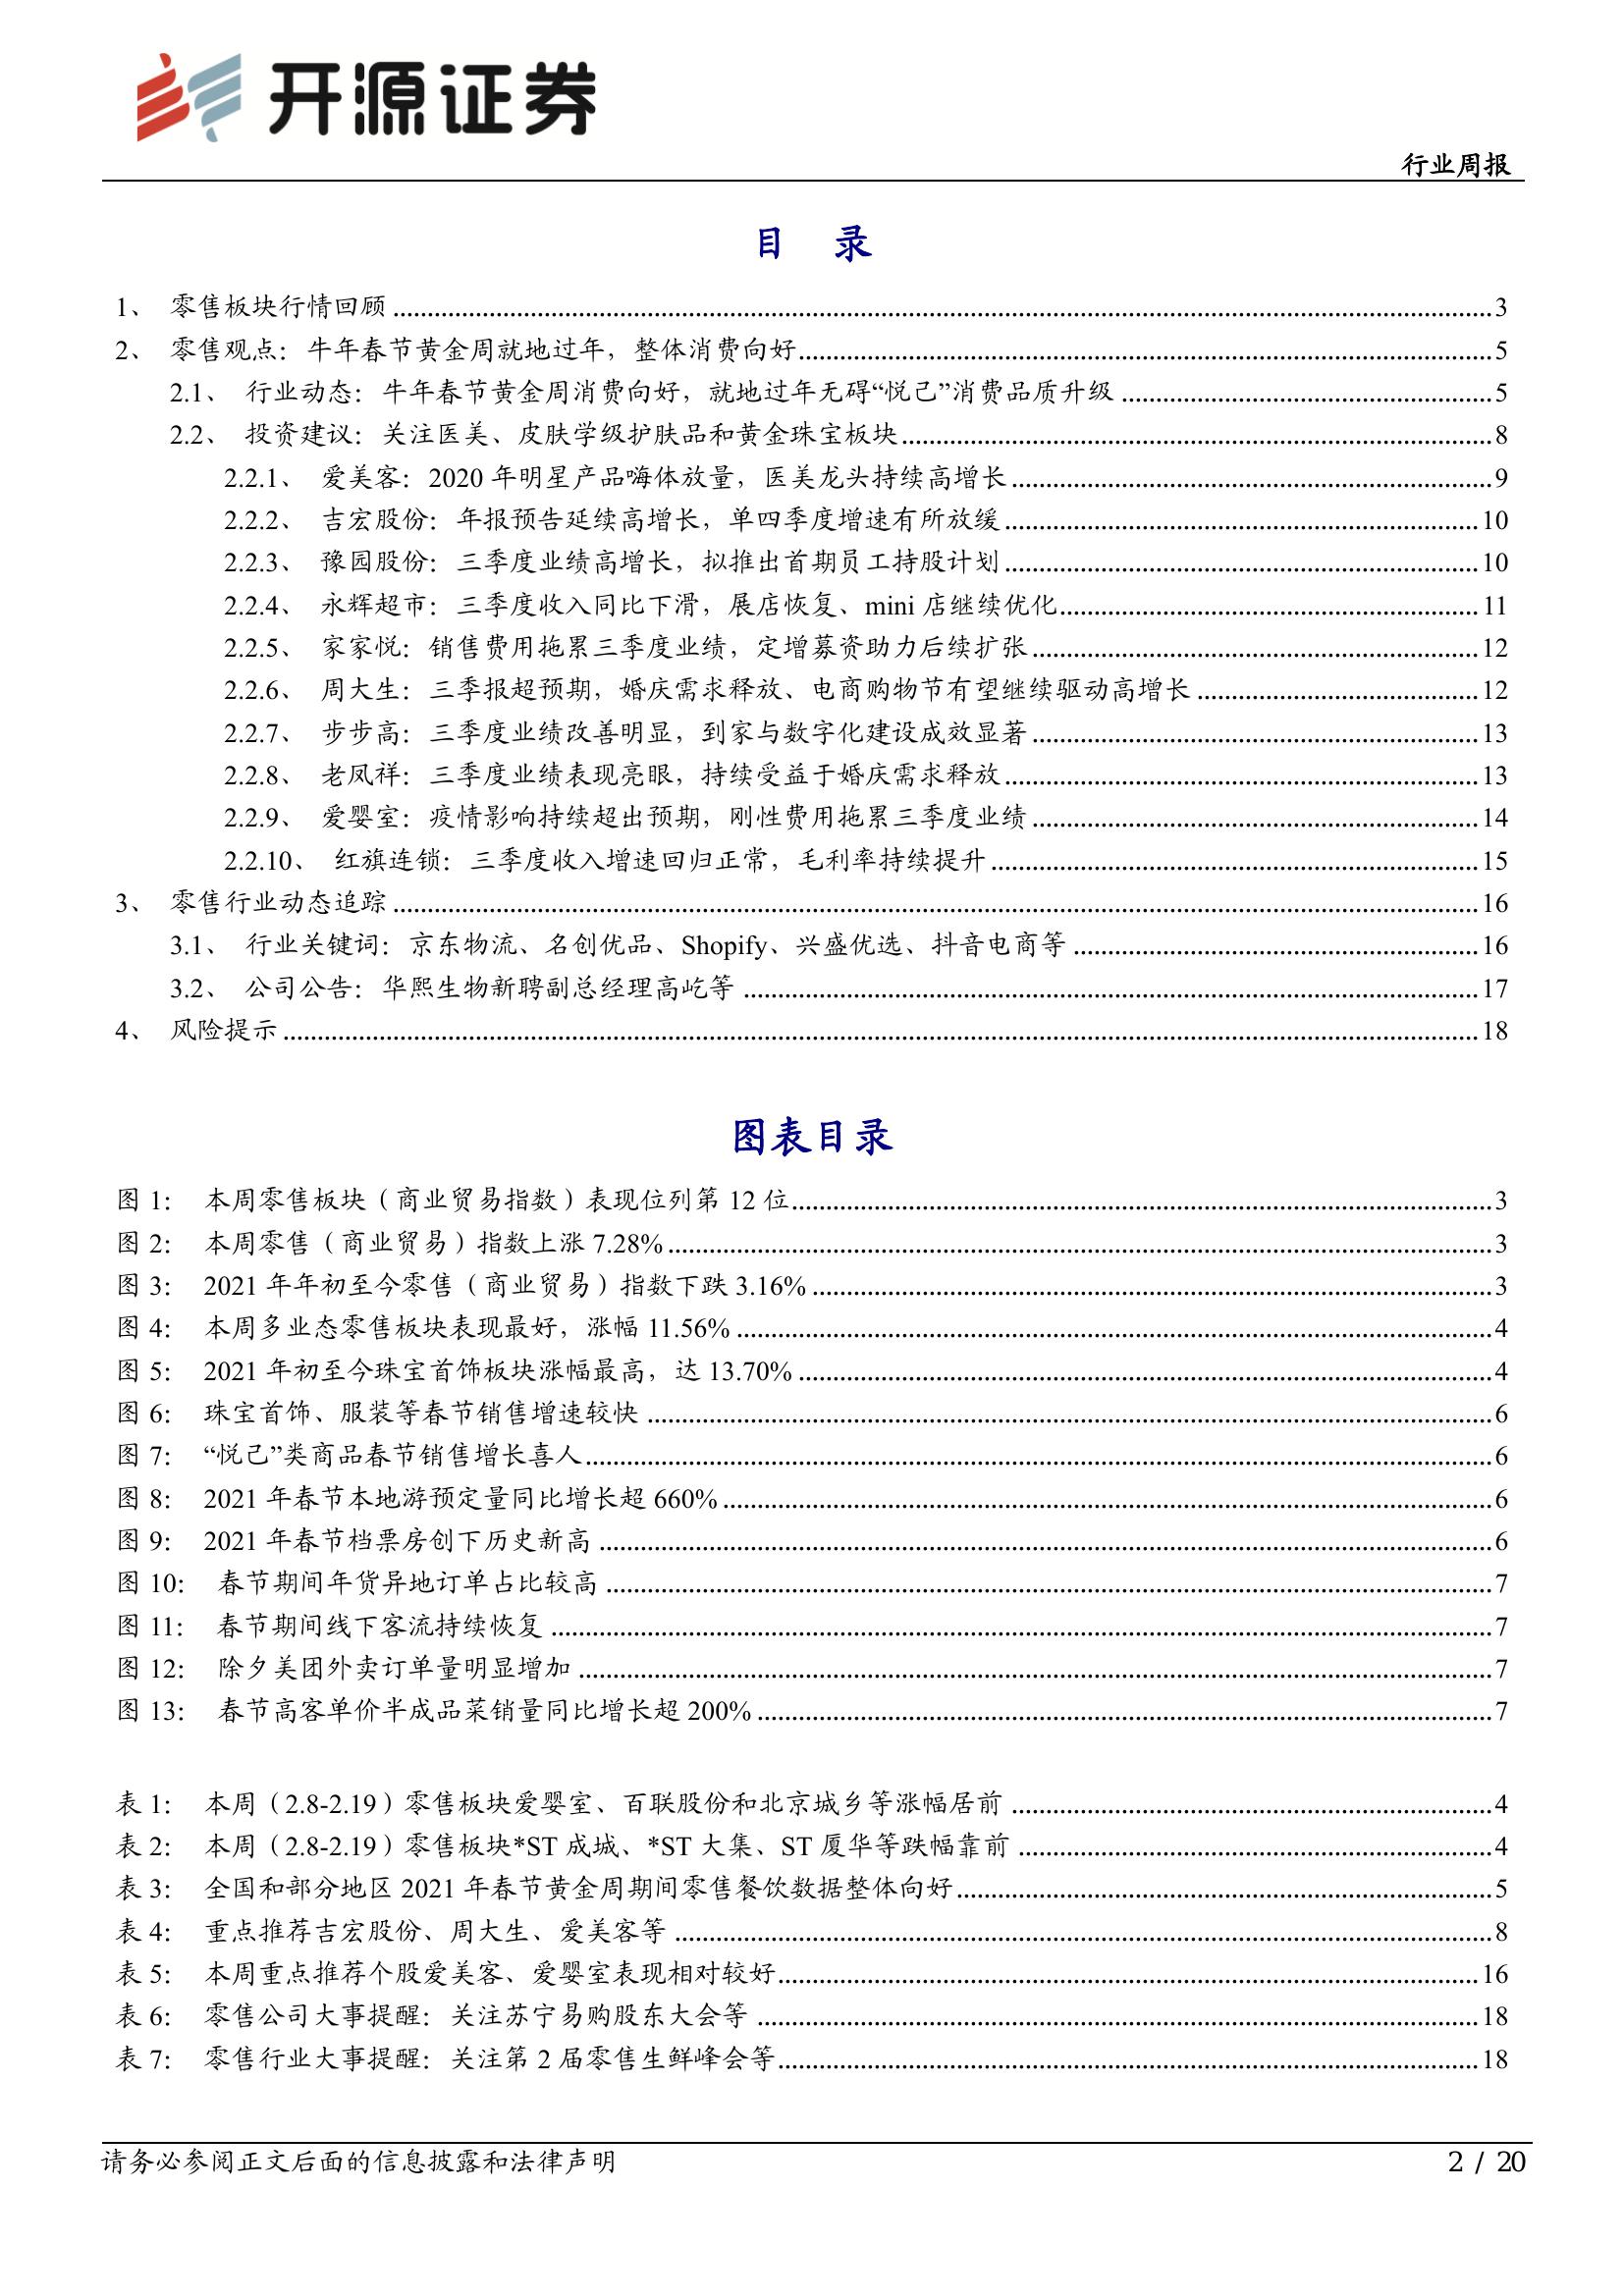 开源证券
行业周报
目 录
1、 零售板块行情回顾 3
2、 零售观点：牛年春节黄金周就地过年，整体消费向好 5
2.1、 行业动态：牛年春节黄金周消费向好，就地过年无碍“悦己”消费品质升级 5
2.2、 投资建议：关注医美、皮肤学级护肤品和黄金珠宝板块 8
2.2.1、 爱美客：2020 年明星产品嗨体放量，医美龙头持续高增长 9
2.2.2、 吉宏股份：年报预告延续高增长，单四季度增速有所放缓 10
2.2.3、 豫园股份：三季度业绩高增长，拟推出首期员工持股计划 10
2.2.4、 永辉超市：三季度收入同比下滑，展店恢复、mini 店继续优化 11
2.2.5、 家家悦：销售费用拖累三季度业绩，定增募资助力后续扩张 12
2.2.6、 周大生：三季报超预期，婚庆需求释放、电商购物节有望继续驱动高增长 12
2.2.7、 步步高：三季度业绩改善明显，到家与数字化建设成效显著 13
2.2.8、 老凤祥：三季度业绩表现亮眼，持续受益于婚庆需求释放 13
2.2.9、 爱婴室：疫情影响持续超出预期，刚性费用拖累三季度业绩 14
2.2.10、 红旗连锁：三季度收入增速回归正常，毛利率持续提升 15
3、 零售行业动态追踪 16
3.1、 行业关键词：京东物流、名创优品、Shopify、兴盛优选、抖音电商等 16
3.2、 公司公告：华熙生物新聘副总经理高屹等 17
4、 风险提示 18
图表目录
图 1： 本周零售板块（商业贸易指数）表现位列第 12 位 3
图 2： 本周零售（商业贸易）指数上涨 7.28% 3
图 3： 2021 年年初至今零售（商业贸易）指数下跌 3.16% 3
图 4： 本周多业态零售板块表现最好，涨幅 11.56% 4
图 5： 2021 年初至今珠宝首饰板块涨幅最高，达 13.70% 4
图 6： 珠宝首饰、服装等春节销售增速较快 6
图 7： “悦己”类商品春节销售增长喜人 6
图 8： 2021 年春节本地游预定量同比增长超 660% 6
图 9： 2021 年春节档票房创下历史新高 6
图 10： 春节期间年货异地订单占比较高 7
图 11： 春节期间线下客流持续恢复 7
图 12： 除夕美团外卖订单量明显增加 7
图 13： 春节高客单价半成品菜销量同比增长超 200% 7
表 1： 本周（2.8-2.19）零售板块爱婴室、百联股份和北京城乡等涨幅居前 4
表 2： 本周（2.8-2.19）零售板块*ST 成城、*ST 大集、ST 厦华等跌幅靠前 4
表 3： 全国和部分地区 2021 年春节黄金周期间零售餐饮数据整体向好 5
表 4： 重点推荐吉宏股份、周大生、爱美客等 8
表 5： 本周重点推荐个股爱美客、爱婴室表现相对较好 16
表 6： 零售公司大事提醒：关注苏宁易购股东大会等 18
表 7： 零售行业大事提醒：关注第 2 届零售生鲜峰会等 18
请务必参阅正文后面的信息披露和法律声明 2 / 20